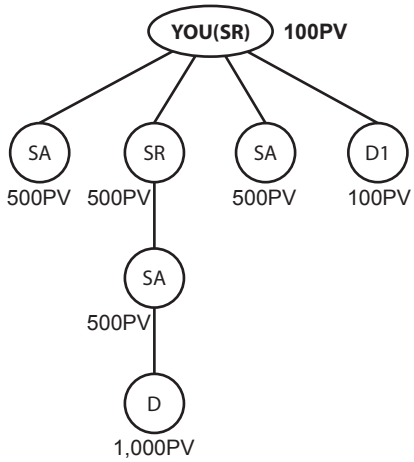 YOU(SR) 100PV
SA SR SA D1
500PV 500PV 500PV 100PV
SA
500PV
D
1,000PV